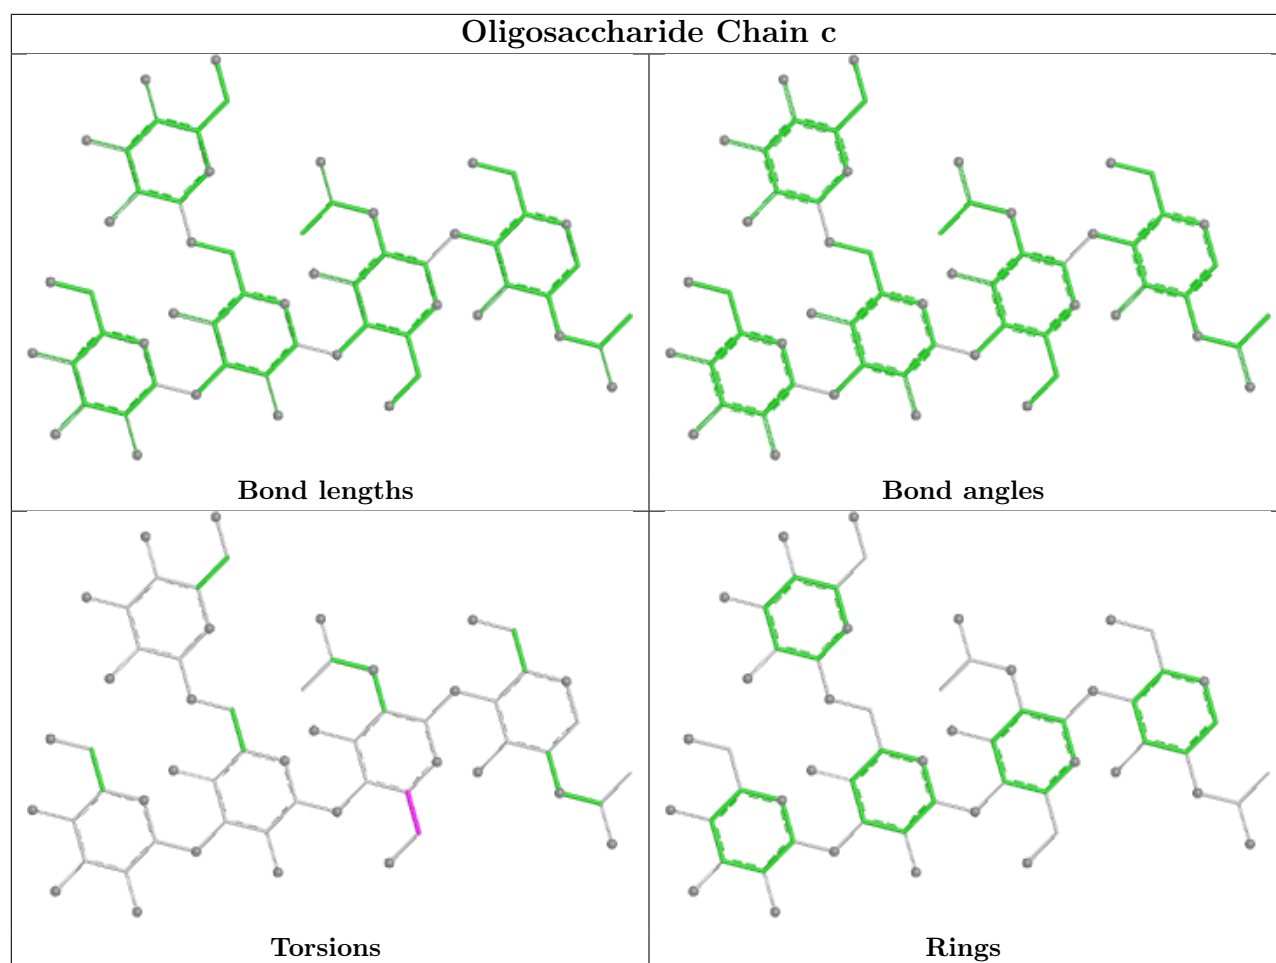 Oligosaccharide Chain c
Bond lengths
Bond angles
Torsions
Rings